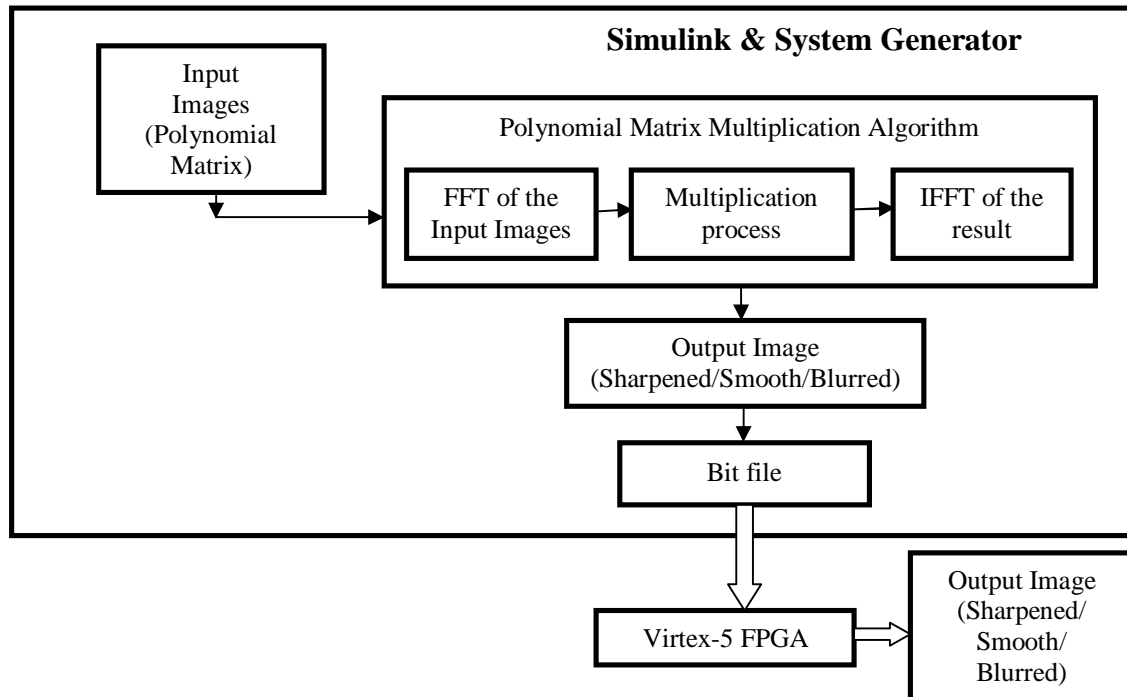 Simulink & System Generator
Input
Images
(Polynomial
Matrix)
Polynomial Matrix Multiplication Algorithm
FFT of the
Input Images
Multiplication
process
IFFT of the
result
Output Image
(Sharpened/Smooth/Blurred)
Bit file
Virtex-5 FPGA
Output Image
(Sharpened/
Smooth/
Blurred)